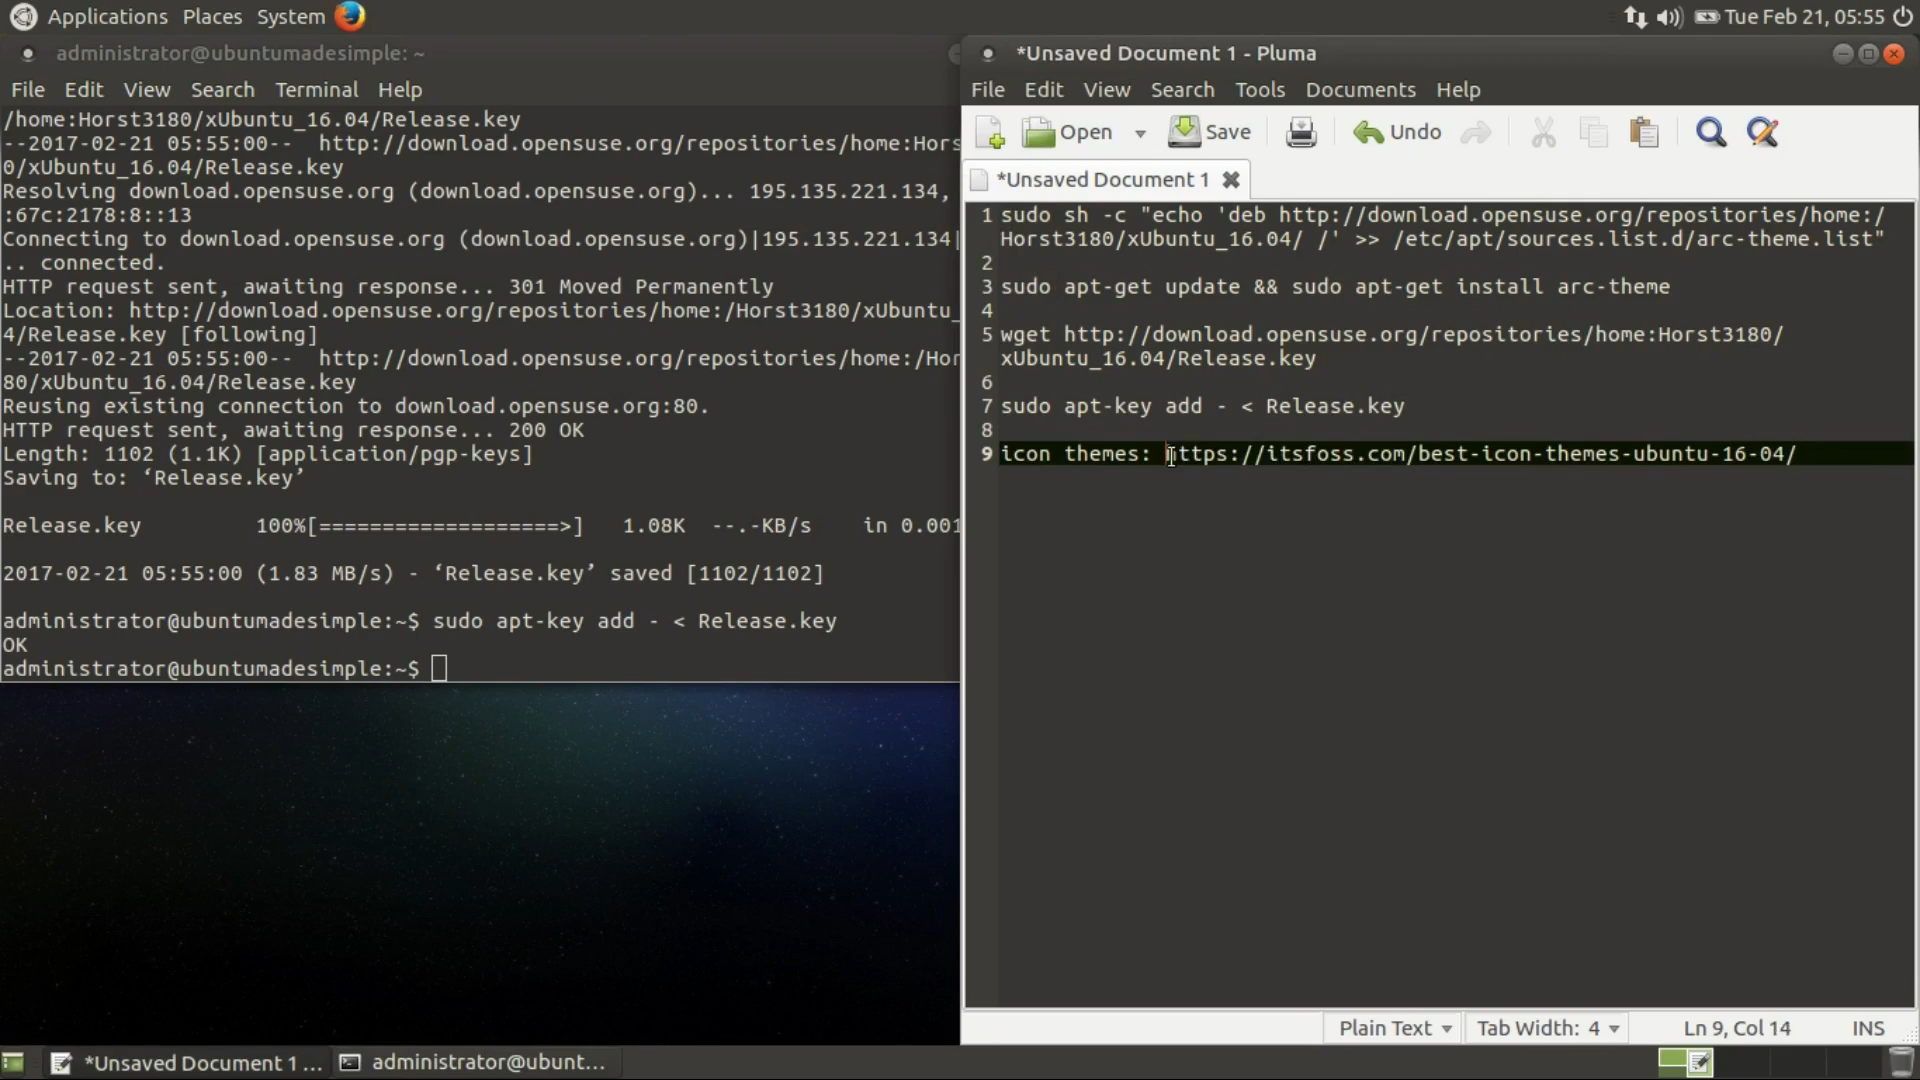 Applications Places System
Tue Feb 21, 05:55
administrator@ubuntumadesimple: ~
File Edit View Search Terminal Help
/home:Horst3180/xUbuntu_16.04/Release.key
--2017-02-21 05:55:00--  http://download.opensuse.org/repositories/home:Hors
0/xUbuntu_16.04/Release.key
Resolving download.opensuse.org (download.opensuse.org)... 195.135.221.134,
:67c:2178:8::13
Connecting to download.opensuse.org (download.opensuse.org)|195.135.221.134|
.. connected.
HTTP request sent, awaiting response... 301 Moved Permanently
Location: http://download.opensuse.org/repositories/home:/Horst3180/xUbuntu_
4/Release.key [following]
--2017-02-21 05:55:00--  http://download.opensuse.org/repositories/home:/Hor
80/xUbuntu_16.04/Release.key
Reusing existing connection to download.opensuse.org:80.
HTTP request sent, awaiting response... 200 OK
Length: 1102 (1.1K) [application/pgp-keys]
Saving to: ‘Release.key’
Release.key         100%[===================>]   1.08K  --.-KB/s    in 0.001
2017-02-21 05:55:00 (1.83 MB/s) - ‘Release.key’ saved [1102/1102]
administrator@ubuntumadesimple:~$ sudo apt-key add - < Release.key
OK
administrator@ubuntumadesimple:~$
*Unsaved Document 1 - Pluma
File Edit View Search Tools Documents Help
Open Save Undo
*Unsaved Document 1
1 sudo sh -c "echo 'deb http://download.opensuse.org/repositories/home:/
Horst3180/xUbuntu_16.04/ /' >> /etc/apt/sources.list.d/arc-theme.list"
2
3 sudo apt-get update && sudo apt-get install arc-theme
4
5 wget http://download.opensuse.org/repositories/home:Horst3180/
xUbuntu_16.04/Release.key
6
7 sudo apt-key add - < Release.key
8
9 icon themes: https://itsfoss.com/best-icon-themes-ubuntu-16-04/
Plain Text Tab Width: 4 Ln 9, Col 14 INS
*Unsaved Document 1 ... administrator@ubunt...